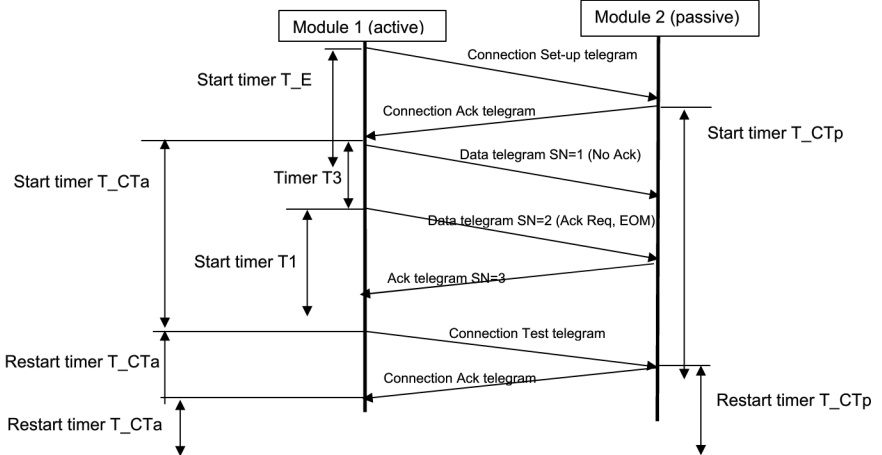 Module 1 (active)
Module 2 (passive)
Connection Set-up telegram
Start timer T_E
Connection Ack telegram
Start timer T_CTp
Data telegram SN=1 (No Ack)
Start timer T_CTa
Timer T3
Data telegram SN=2 (Ack Req, EOM)
Start timer T1
Ack telegram SN=3
Connection Test telegram
Restart timer T_CTa
Connection Ack telegram
Restart timer T_CTp
Restart timer T_CTa